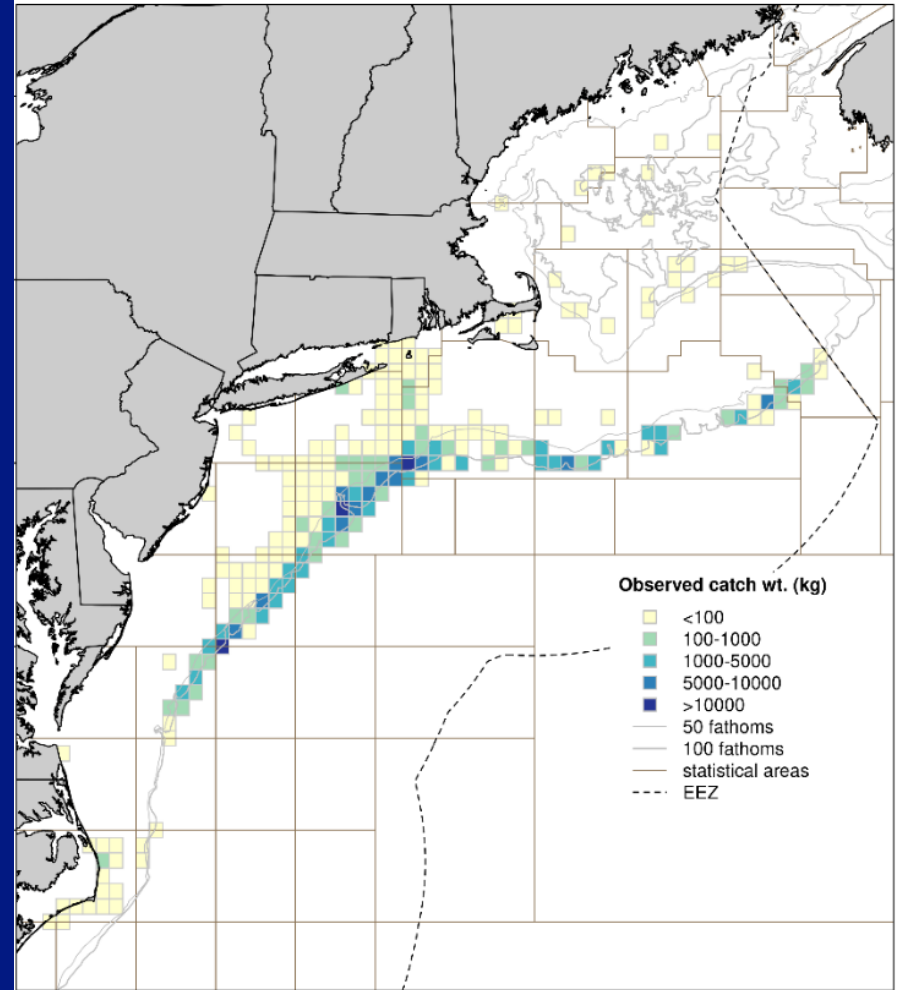 Observed catch wt. (kg)
<100
100-1000
1000-5000
5000-10000
>10000
50 fathoms
100 fathoms
statistical areas
EEZ